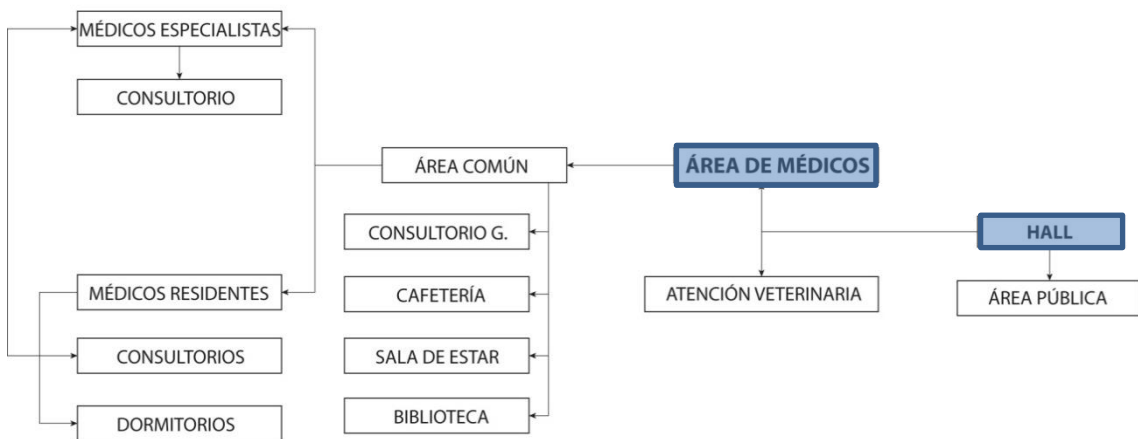 MÉDICOS ESPECIALISTAS
CONSULTORIO
ÁREA COMÚN
ÁREA DE MÉDICOS
CONSULTORIO G.
HALL
MÉDICOS RESIDENTES
CAFETERÍA
ATENCIÓN VETERINARIA
ÁREA PÚBLICA
CONSULTORIOS
SALA DE ESTAR
DORMITORIOS
BIBLIOTECA